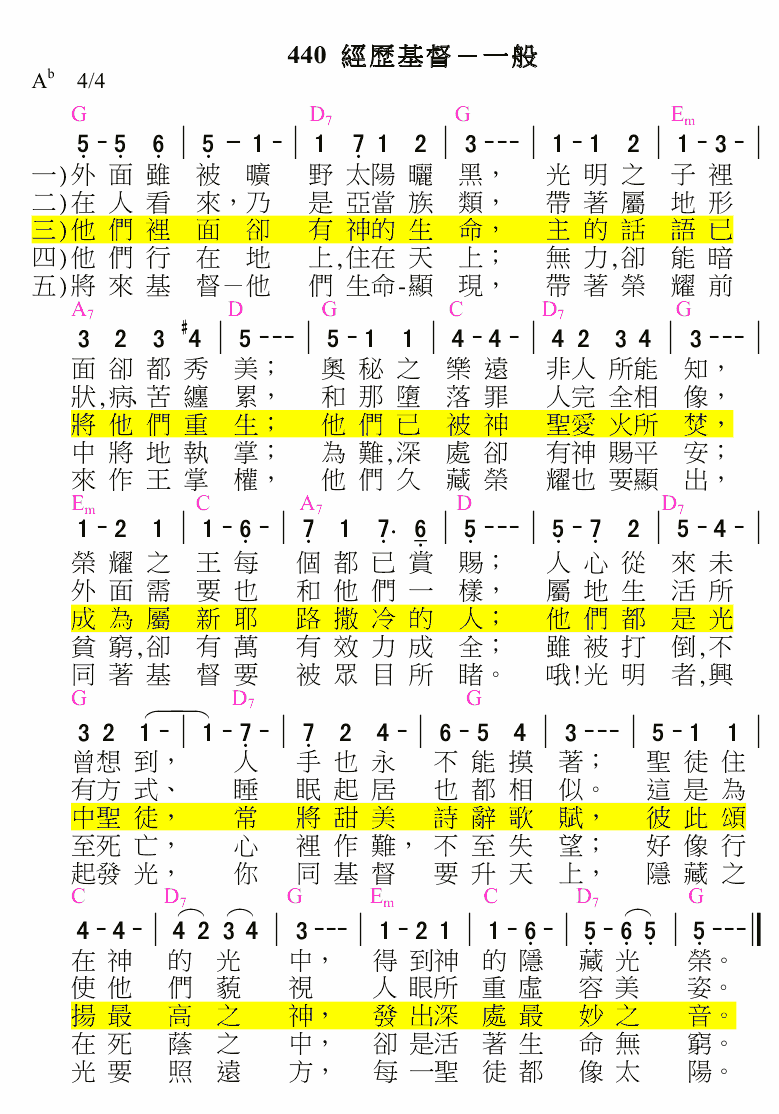 440 經歷基督－一般
A♭ 4/4
G D7 G Em
5̣ - 5̣ 6̣ | 5̣ － 1 - | 1 7̣ 1 2 | 3 --- | 1 - 1 2 | 1 - 3 - |
一)外面雖被曠野太陽曬黑，光明之子裡
二)在人看來，乃是亞當族類，帶著屬地形
三)他們裡面卻有神的生命，主的話語已
四)他們行在地上,住在天上；無力,卻能暗
五)將來基督─他們生命-顯現，帶著榮耀前
A7 D G C D7 G
3 2 3 #4 | 5 --- | 5 - 1 1 | 4 - 4 - | 4 2 3 4 | 3 --- |
面卻都秀美；奧秘之樂遠非人所能知，
狀,病、苦纏累，和那墮落罪人完全相像，
將他們重生；他們已被神聖愛火所焚，
中將地執掌；為難,深處卻有神賜平安；
來作王掌權，他們久藏榮耀也要顯出，
Em C A7 D D7
1 - 2 1 | 1 - 6̣ - | 7̣ 1 7̣. 6̣ | 5̣ --- | 5̣ - 7̣ 2 | 5 - 4 - |
榮耀之王每個都已賞賜；人心從來未
外面需要也和他們一樣，屬地生活所
成為屬新耶路撒冷的人；他們都是光
貧窮,卻有萬有效力成全；雖被打倒,不
同著基督要被眾目所睹。哦!光明者,興
G D7 G
3 2 1 - | 1 - 7̣ - | 7̣ 2 4 - | 6 - 5 4 | 3 --- | 5 - 1 1 |
曾想到，人手也永不能摸著；聖徒住
有方式、睡眠起居也都相似。這是為
中聖徒，常將甜美詩辭歌賦，彼此頌
至死亡，心裡作難，不至失望；好像行
起發光，你同基督要升天上，隱藏之
C D7 G Em C D7 G
4 - 4 - | 4 2 3 4 | 3 --- | 1 - 2 1 | 1 - 6̣ - | 5̣ - 6̣ 5̣ | 5̣ --- ‖
在神的光中，得到神的隱藏光榮。
使他們藐視人眼所重虛容美姿。
揚最高之神，發出深處最妙之音。
在死蔭之中，卻是活著生命無窮。
光要照遠方，每一聖徒都像太陽。